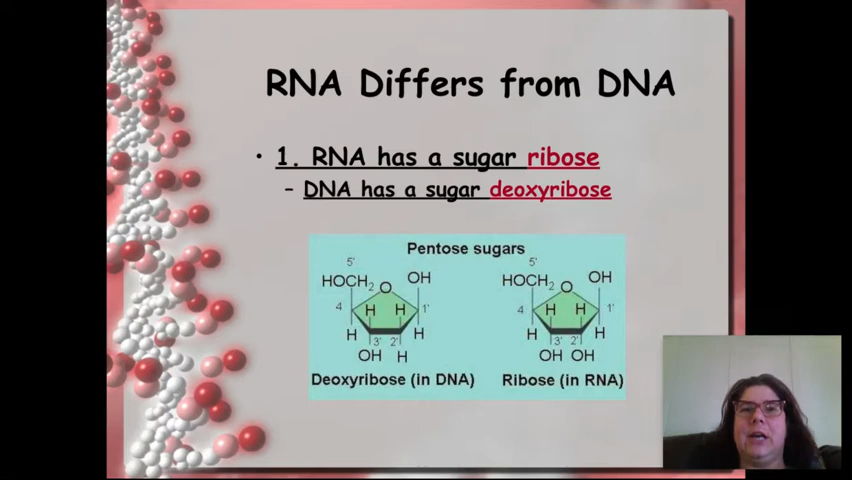 RNA Differs from DNA
• 1. RNA has a sugar ribose
– DNA has a sugar deoxyribose
Pentose sugars
5'
HOCH2 O OH
4 H H 1'
H 3' 2' H
OH H
Deoxyribose (in DNA)
5'
HOCH2 O OH
4 H H 1'
H 3' 2' H
OH OH
Ribose (in RNA)